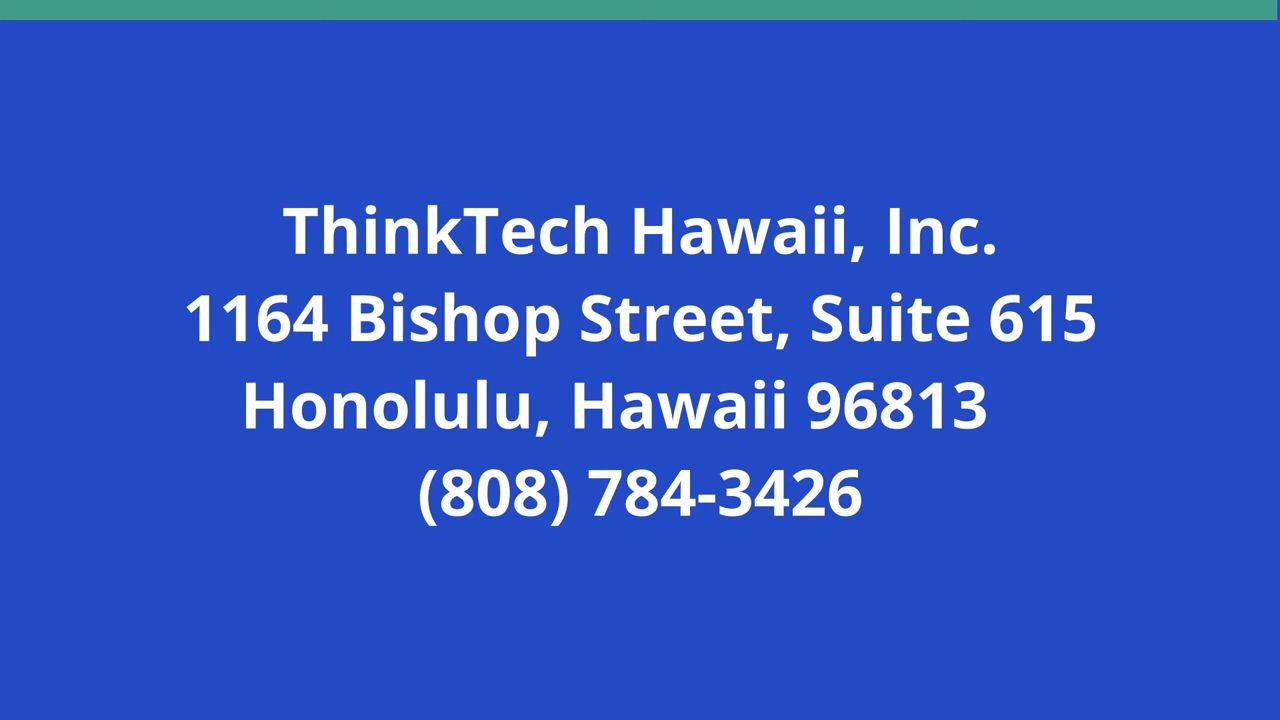 ThinkTech Hawaii, Inc.
1164 Bishop Street, Suite 615
Honolulu, Hawaii 96813
(808) 784-3426